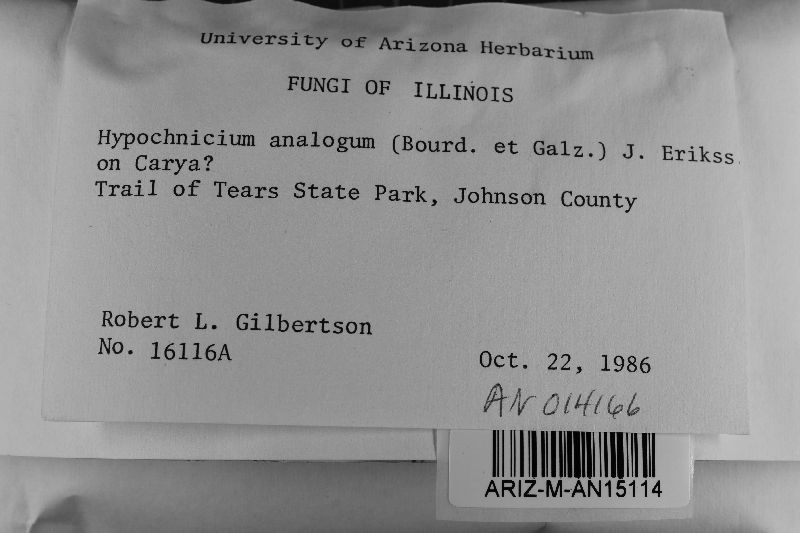 University of Arizona Herbarium
FUNGI OF ILLINOIS
Hypochnicium analogum (Bourd. et Galz.) J. Erikss.
on Carya?
Trail of Tears State Park, Johnson County
Robert L. Gilbertson
No. 16116A
Oct. 22, 1986
AN 014166
ARIZ-M-AN15114